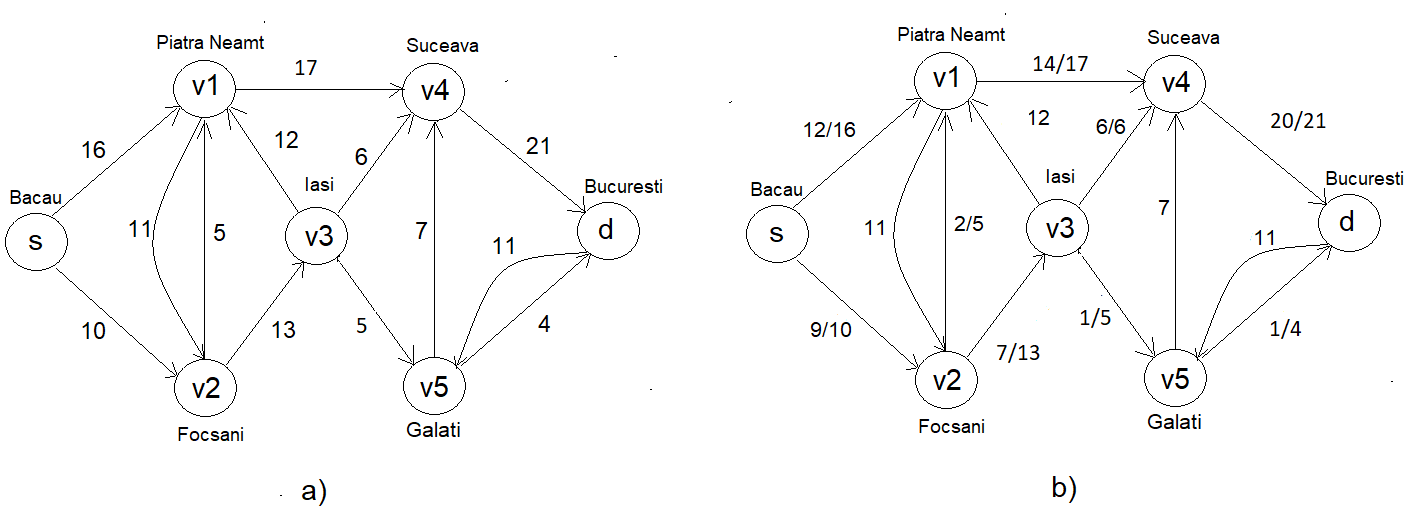 Piatra Neamt
Suceava
v1
17
v4
16
12
6
21
Iasi
Bacau
Bucuresti
s
11
5
v3
7
11
d
10
13
5
4
v2
v5
Focsani
Galati
a)
Piatra Neamt
Suceava
v1
14/17
v4
12/16
12
6/6
20/21
Iasi
Bacau
Bucuresti
s
11
2/5
v3
7
11
d
9/10
7/13
1/5
1/4
v2
v5
Focsani
Galati
b)